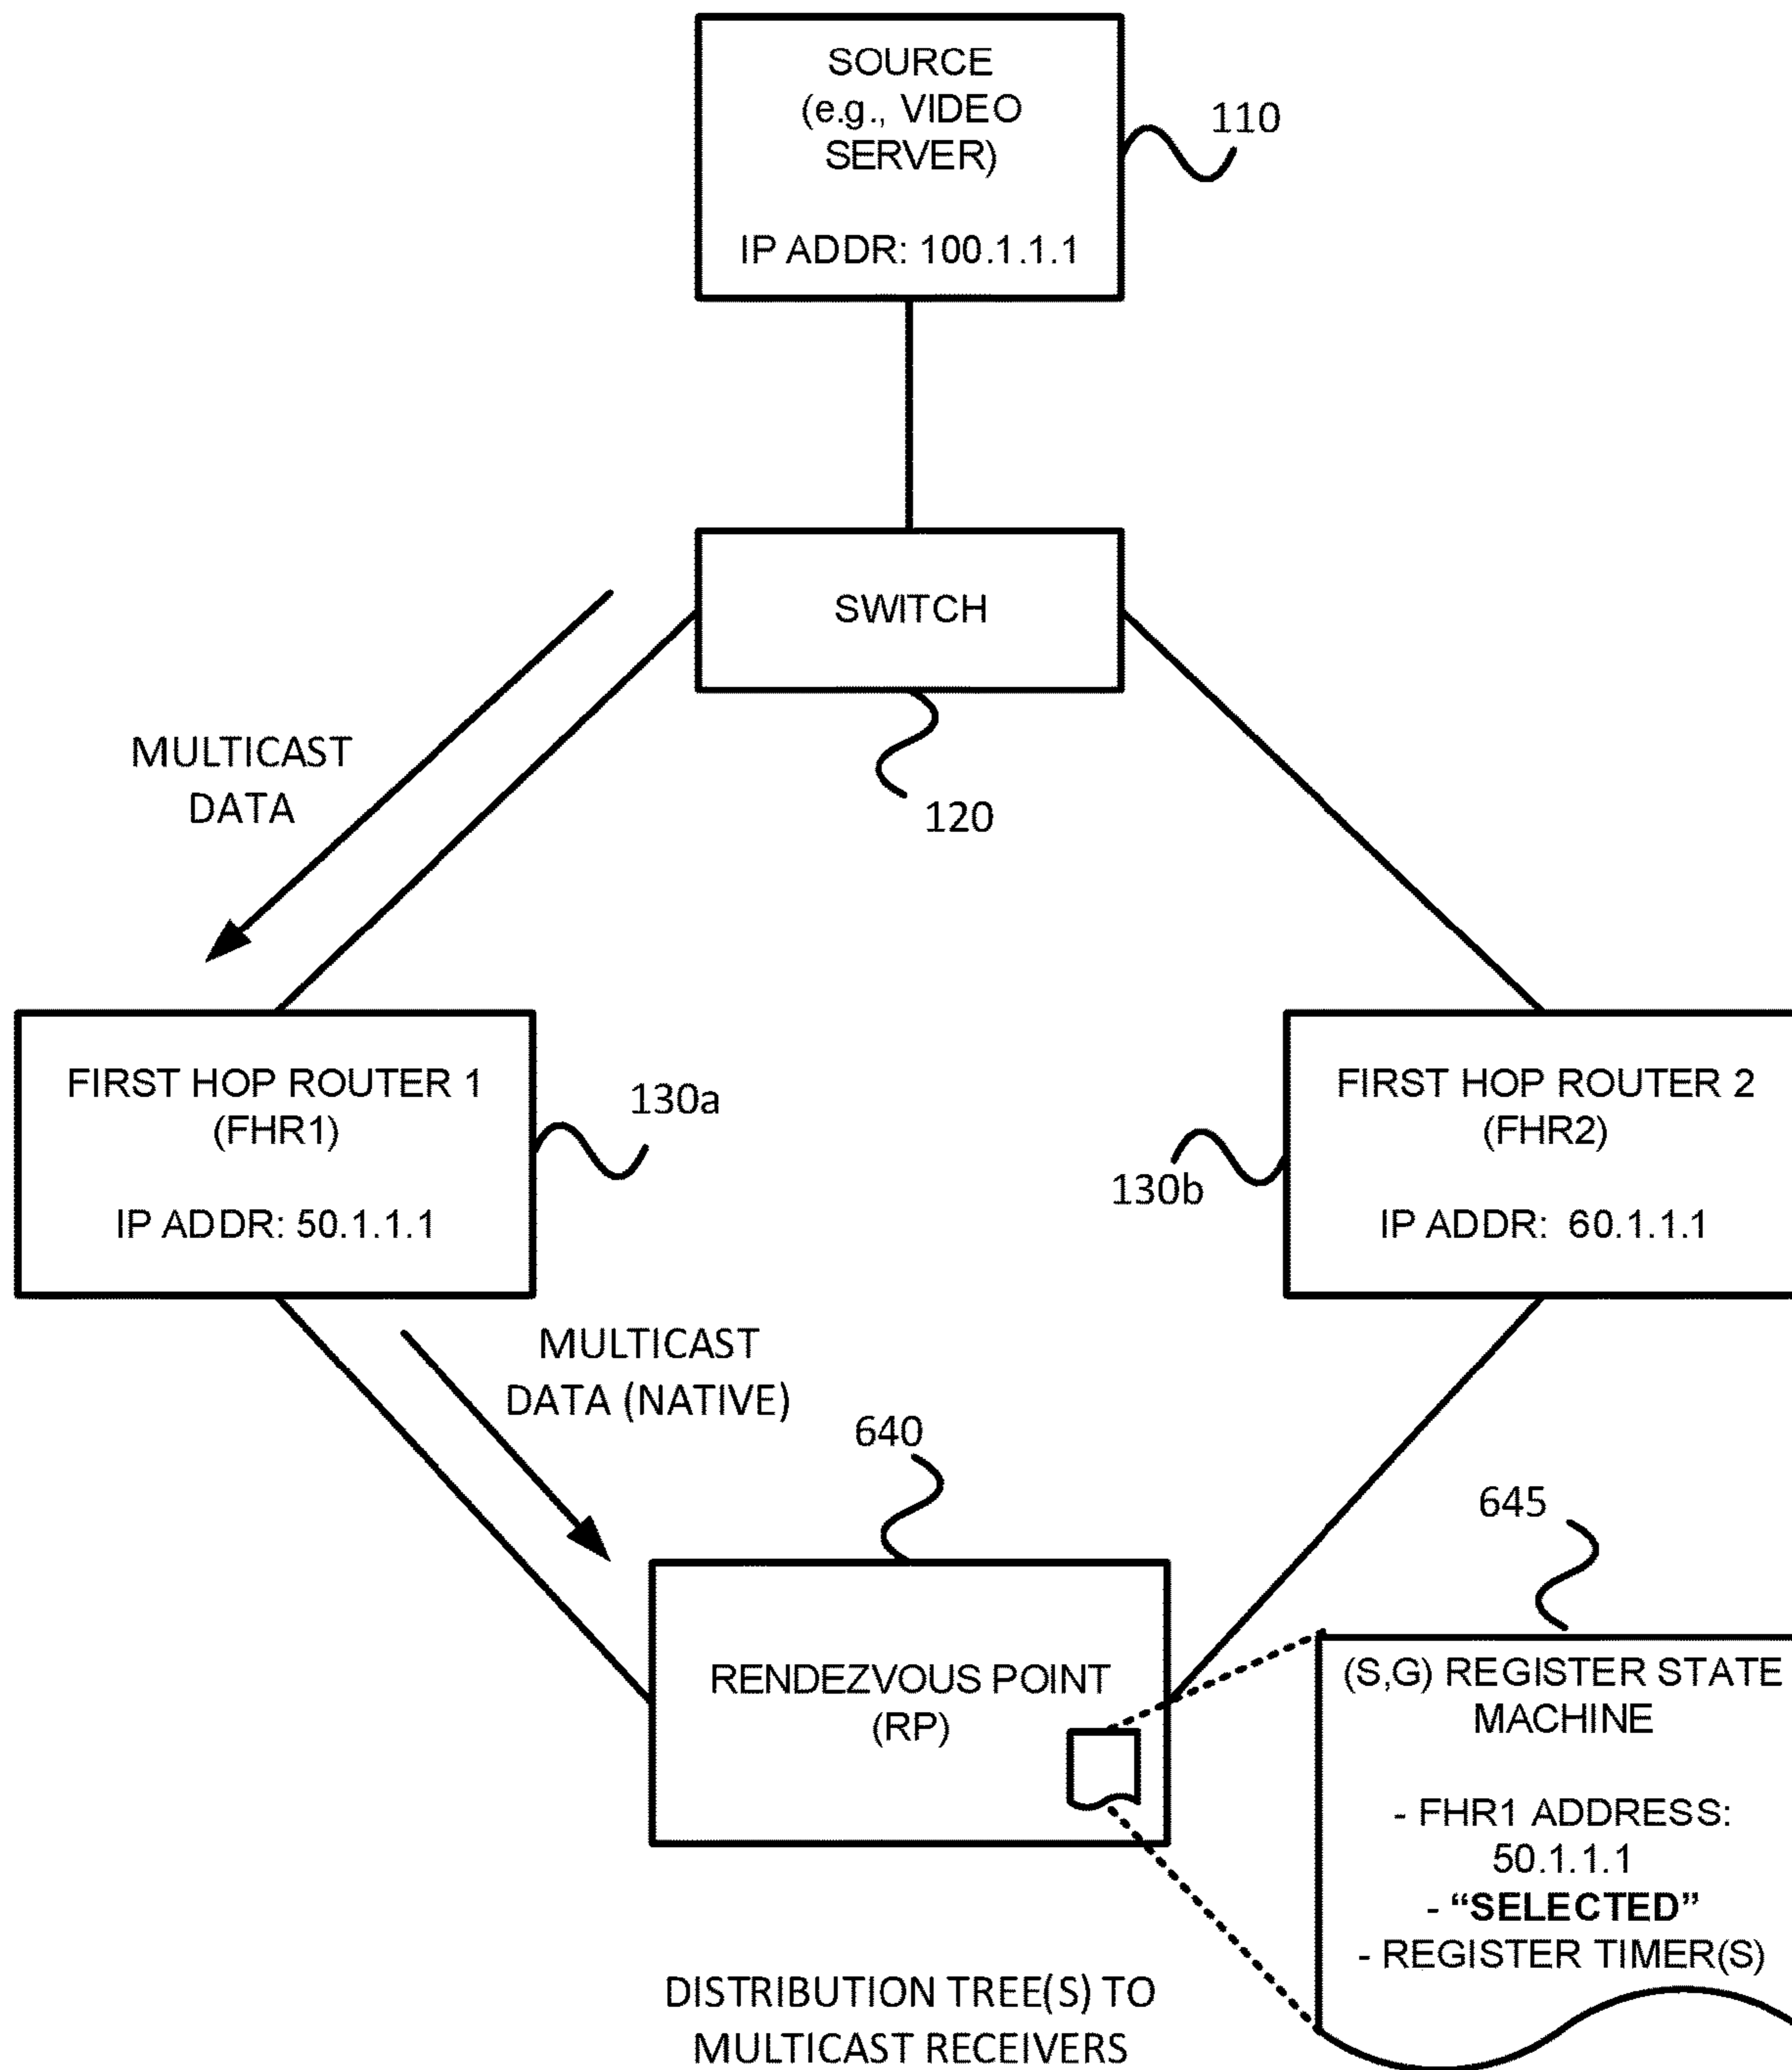 SOURCE
(e.g., VIDEO
SERVER)
IP ADDR: 100.1.1.1
110
SWITCH
120
MULTICAST
DATA
FIRST HOP ROUTER 1
(FHR1)
IP ADDR: 50.1.1.1
130a
FIRST HOP ROUTER 2
(FHR2)
IP ADDR: 60.1.1.1
130b
MULTICAST
DATA (NATIVE)
640
RENDEZVOUS POINT
(RP)
645
(S,G) REGISTER STATE
MACHINE
- FHR1 ADDRESS:
50.1.1.1
- “SELECTED”
- REGISTER TIMER(S)
DISTRIBUTION TREE(S) TO
MULTICAST RECEIVERS